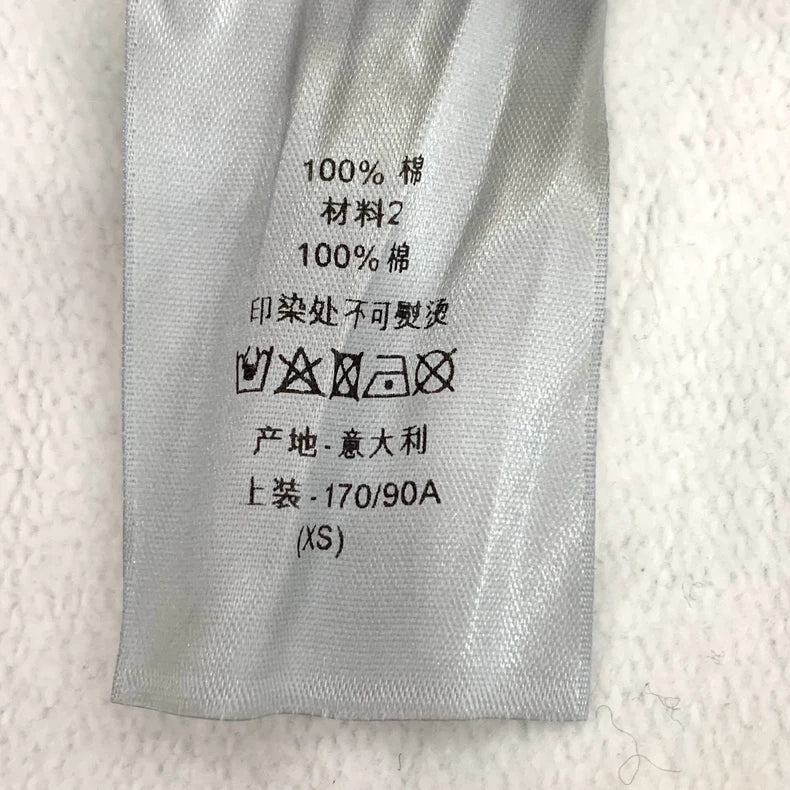 100% 棉
材料2
100% 棉
印染处不可熨烫
产地-意大利
上装-170/90A
(XS)